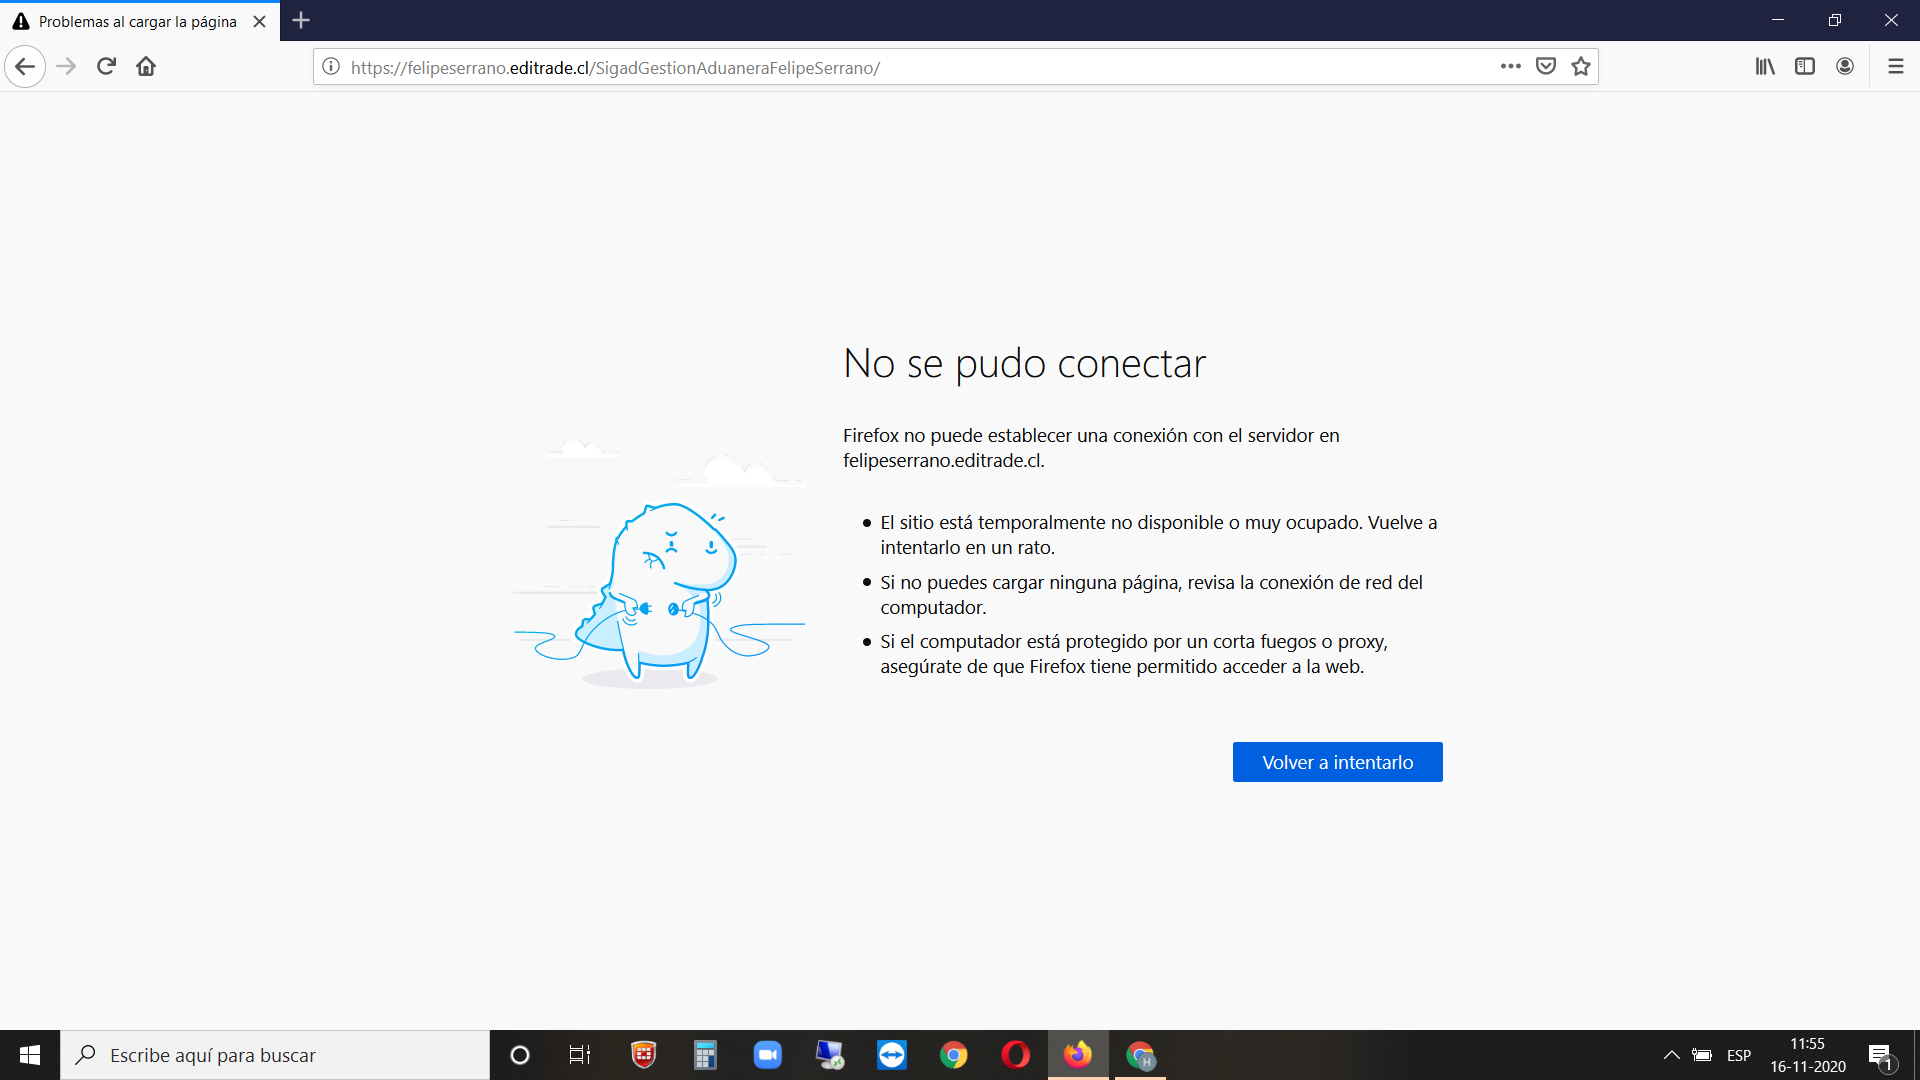 Problemas al cargar la página
https://felipeserrano.editrade.cl/SigadGestionAduaneraFelipeSerrano/
No se pudo conectar
Firefox no puede establecer una conexión con el servidor en
felipeserrano.editrade.cl.
El sitio está temporalmente no disponible o muy ocupado. Vuelve a
intentarlo en un rato.
Si no puedes cargar ninguna página, revisa la conexión de red del
computador.
Si el computador está protegido por un corta fuegos o proxy,
asegúrate de que Firefox tiene permitido acceder a la web.
Volver a intentarlo
Escribe aquí para buscar
H
ESP
11:55
16-11-2020
1